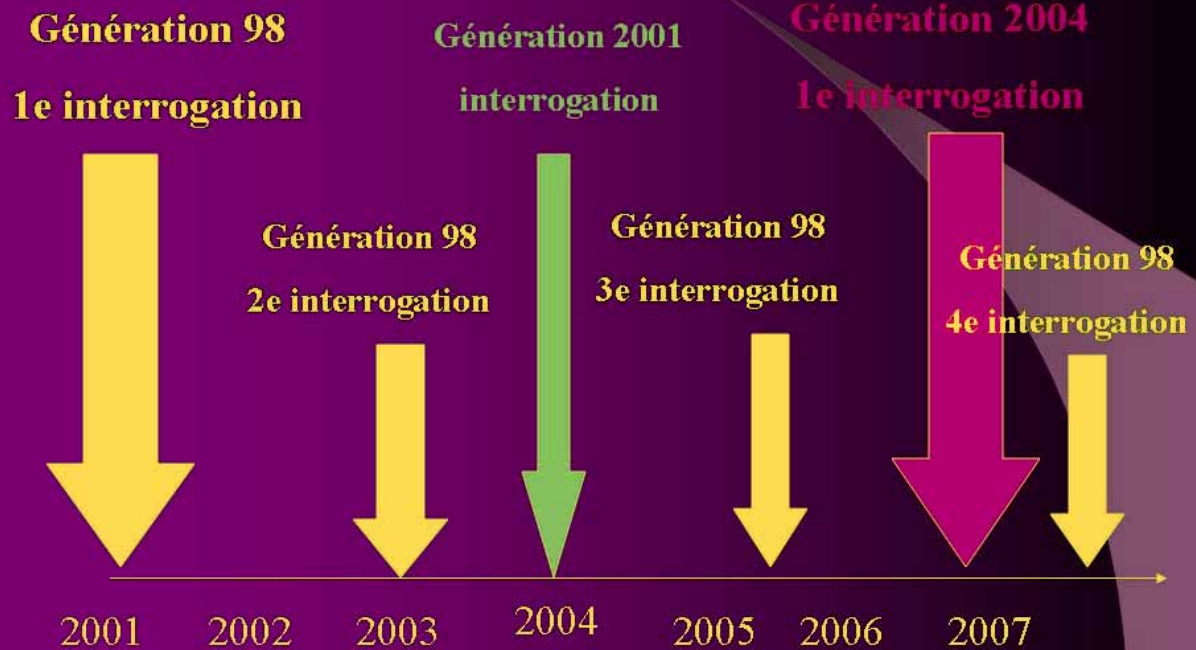 Génération 98
1e interrogation
Génération 2001
interrogation
Génération 2004
1e interrogation
Génération 98
2e interrogation
Génération 98
3e interrogation
Génération 98
4e interrogation
2001 2002 2003 2004 2005 2006 2007